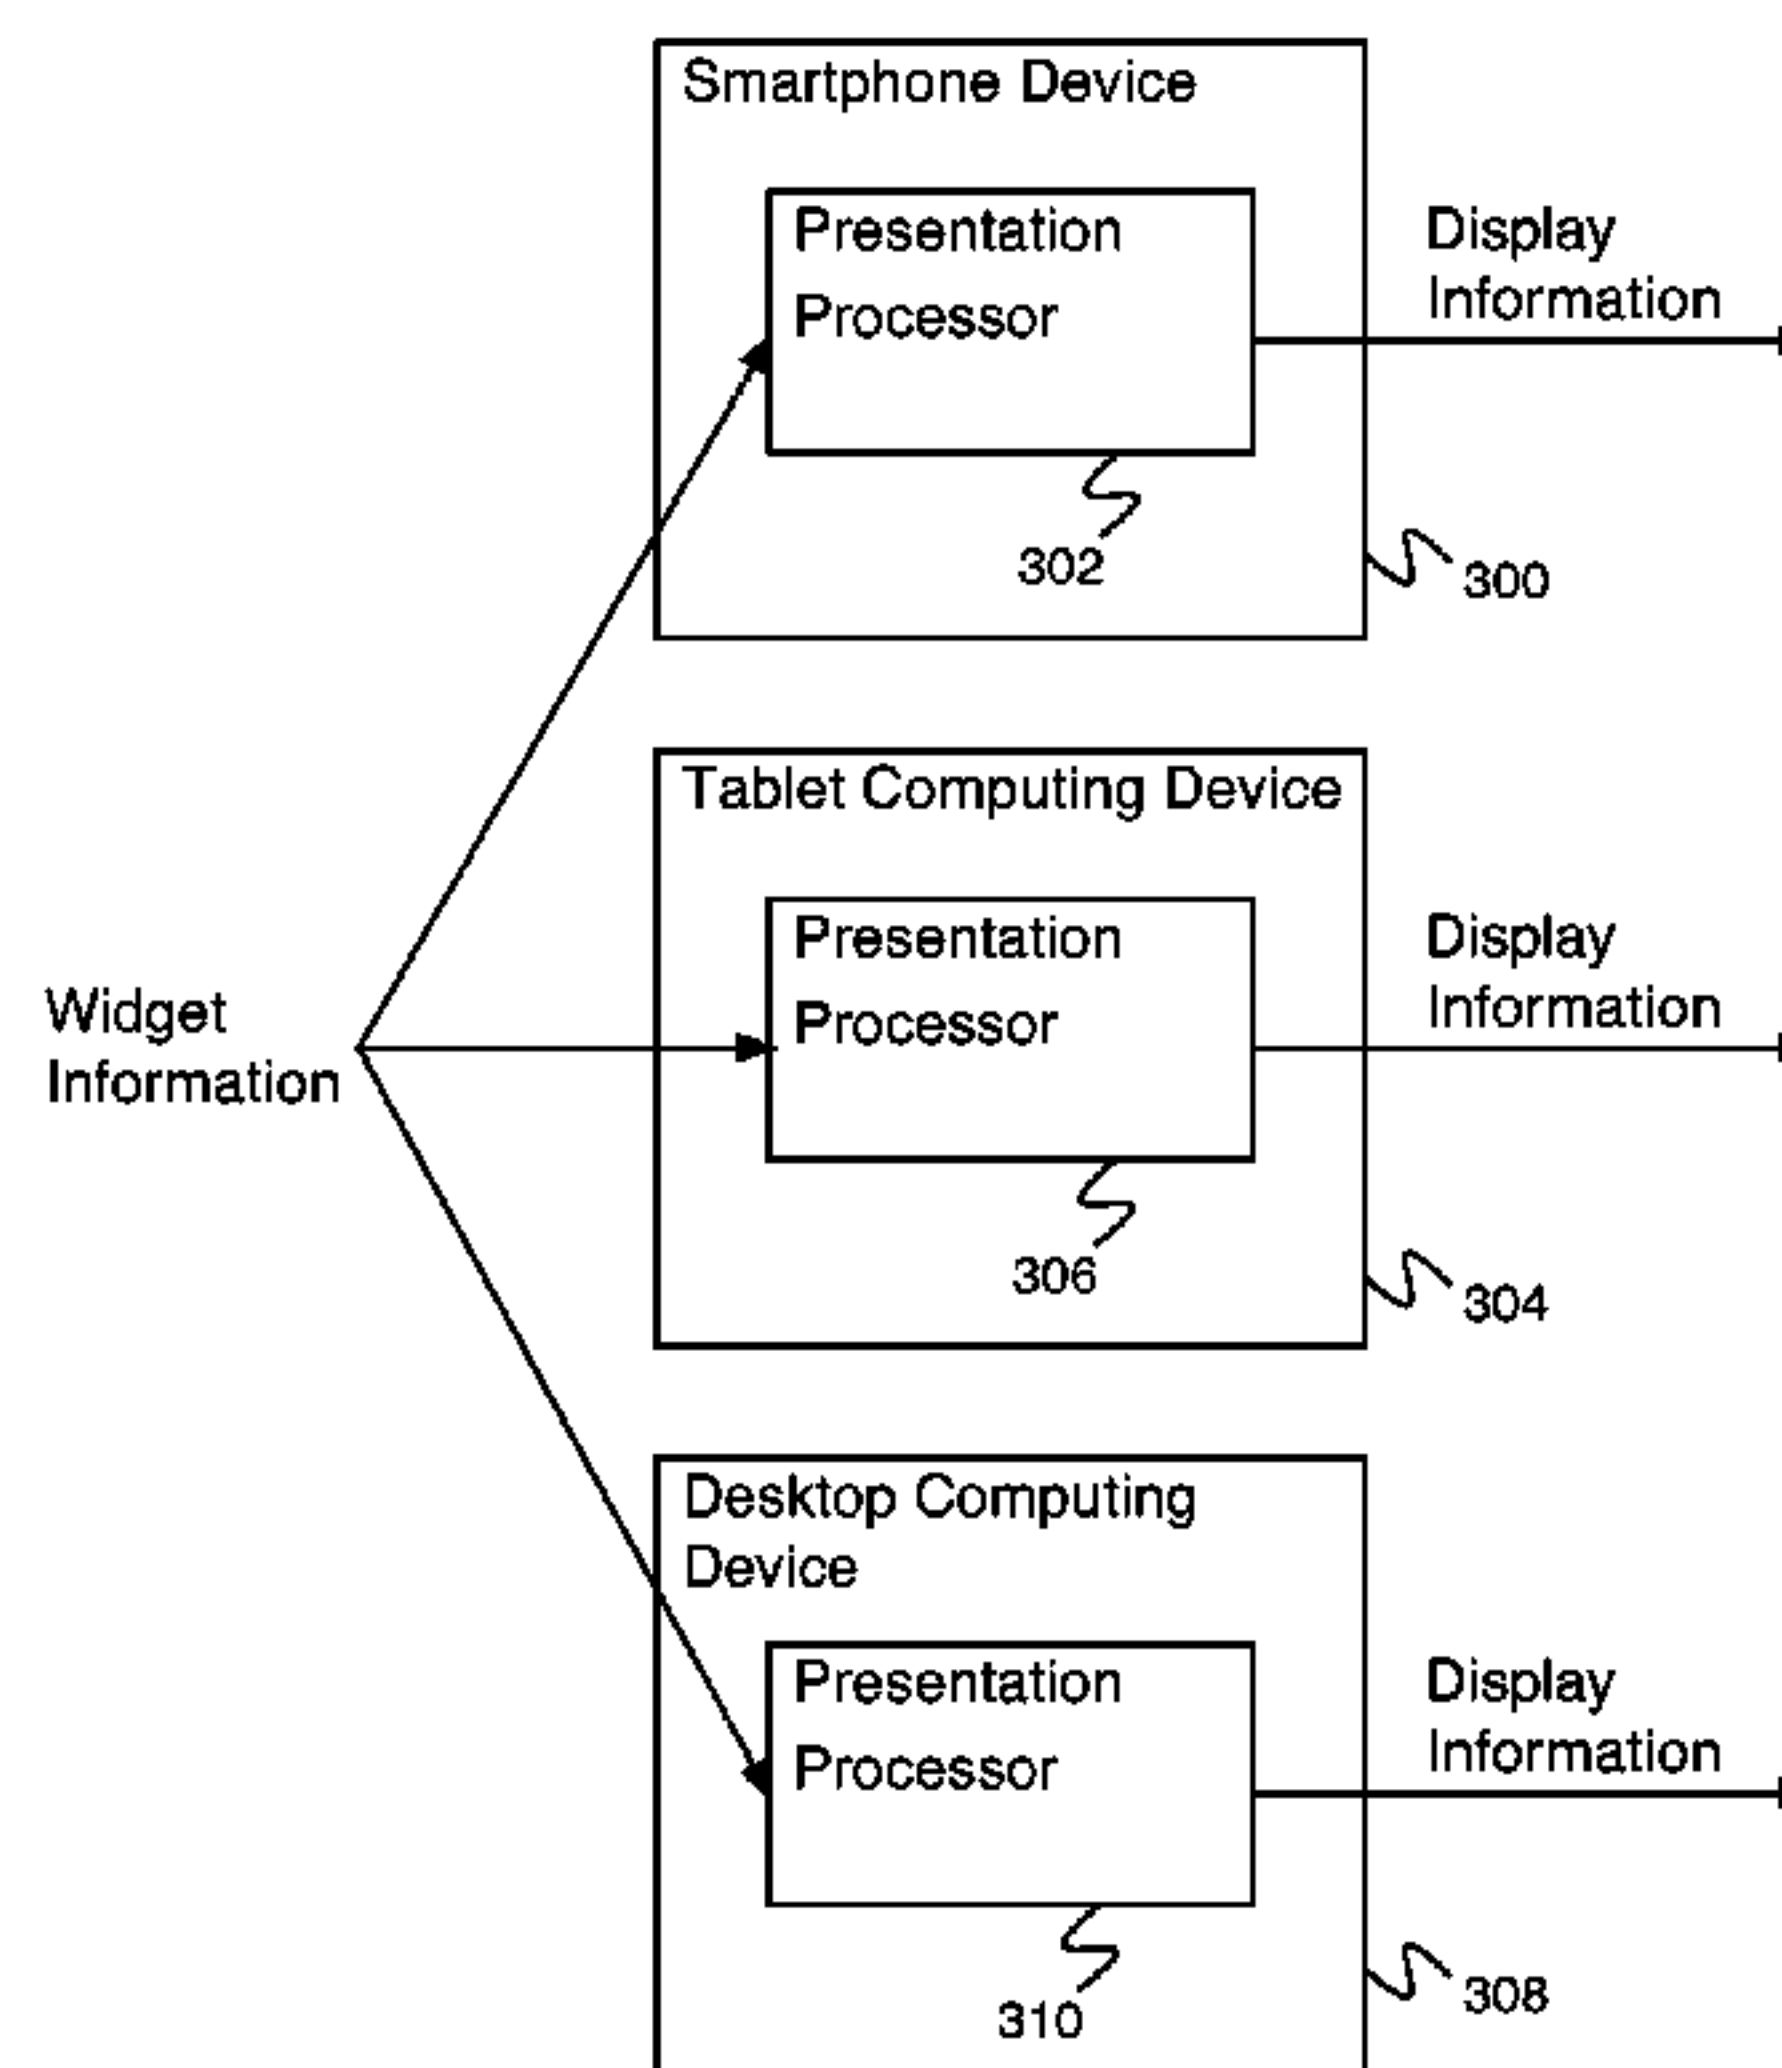 Smartphone Device
Presentation
Processor
Display
Information
302
300
Tablet Computing Device
Presentation
Processor
Display
Information
Widget
Information
306
304
Desktop Computing
Device
Presentation
Processor
Display
Information
310
308